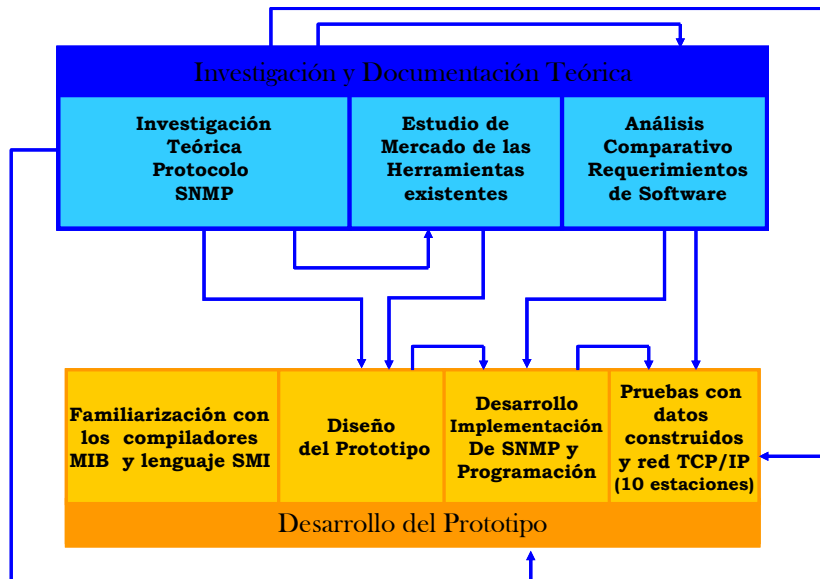 Investigación y Documentación Teórica
Investigación
Teórica
Protocolo
SNMP
Estudio de
Mercado de las
Herramientas
existentes
Análisis
Comparativo
Requerimientos
de Software
Familiarización con
los compiladores
MIB y lenguaje SMI
Diseño
del Prototipo
Desarrollo
Implementación
De SNMP y
Programación
Pruebas con
datos
construidos
y red TCP/IP
(10 estaciones)
Desarrollo del Prototipo